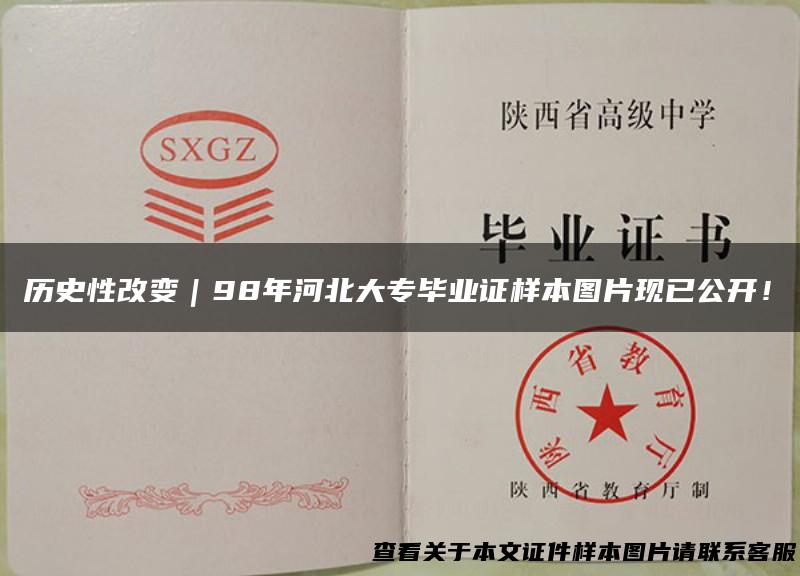 SXGZ
陕西省高级中学
毕业证书
历史性改变｜98年河北大专毕业证样本图片现已公开！
陕西省教育厅
陕西省教育厅制
查看关于本文证件样本图片请联系客服